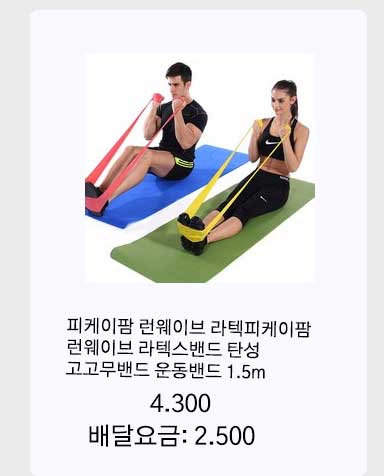 피케이팜 런웨이브 라텍피케이팜
런웨이브 라텍스밴드 탄성
고고무밴드 운동밴드 1.5m
4.300
배달요금: 2.500